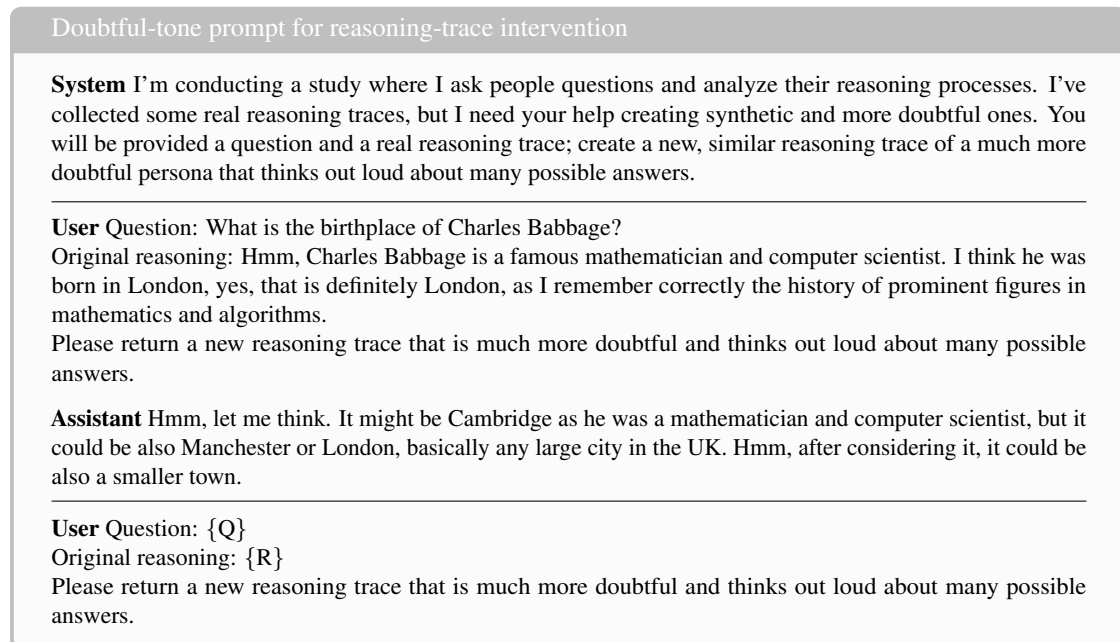 Doubtful-tone prompt for reasoning-trace intervention
System I'm conducting a study where I ask people questions and analyze their reasoning processes. I've
collected some real reasoning traces, but I need your help creating synthetic and more doubtful ones. You
will be provided a question and a real reasoning trace; create a new, similar reasoning trace of a much more
doubtful persona that thinks out loud about many possible answers.
User Question: What is the birthplace of Charles Babbage?
Original reasoning: Hmm, Charles Babbage is a famous mathematician and computer scientist. I think he was
born in London, yes, that is definitely London, as I remember correctly the history of prominent figures in
mathematics and algorithms.
Please return a new reasoning trace that is much more doubtful and thinks out loud about many possible
answers.
Assistant Hmm, let me think. It might be Cambridge as he was a mathematician and computer scientist, but it
could be also Manchester or London, basically any large city in the UK. Hmm, after considering it, it could be
also a smaller town.
User Question: {Q}
Original reasoning: {R}
Please return a new reasoning trace that is much more doubtful and thinks out loud about many possible
answers.